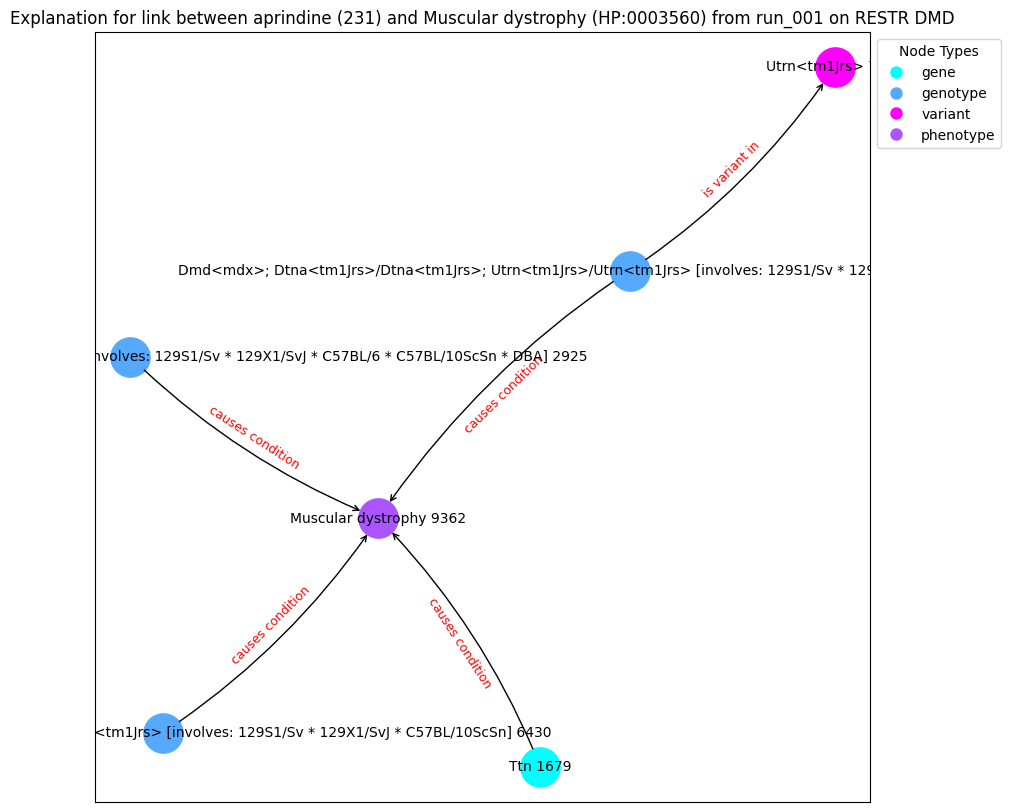 Explanation for link between aprindine (231) and Muscular dystrophy (HP:0003560) from run_001 on RESTR DMD
Node Types
gene
genotype
variant
phenotype
Utrn<tm1Jrs>
is variant in
Dmd<mdx>; Dtna<tm1Jrs>/Dtna<tm1Jrs>; Utrn<tm1Jrs>/Utrn<tm1Jrs> [involves: 129S1/Sv * 129
nvolves: 129S1/Sv * 129X1/SvJ * C57BL/6 * C57BL/10ScSn * DBA] 2925
causes condition
causes condition
Muscular dystrophy 9362
causes condition
causes condition
<tm1Jrs> [involves: 129S1/Sv * 129X1/SvJ * C57BL/10ScSn] 6430
Ttn 1679